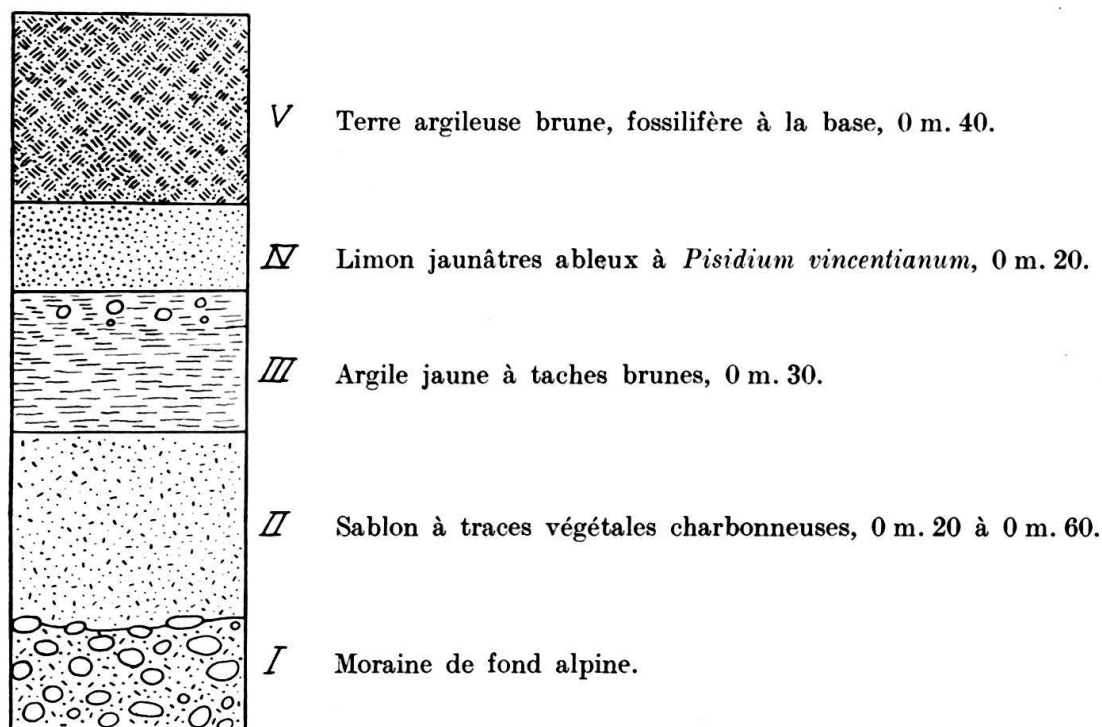 V Terre argileuse brune, fossilifère à la base, 0 m. 40.
IV Limon jaunâtres ableux à Pisidium vincentianum, 0 m. 20.
III Argile jaune à taches brunes, 0 m. 30.
II Sablon à traces végétales charbonneuses, 0 m. 20 à 0 m. 60.
I Moraine de fond alpine.